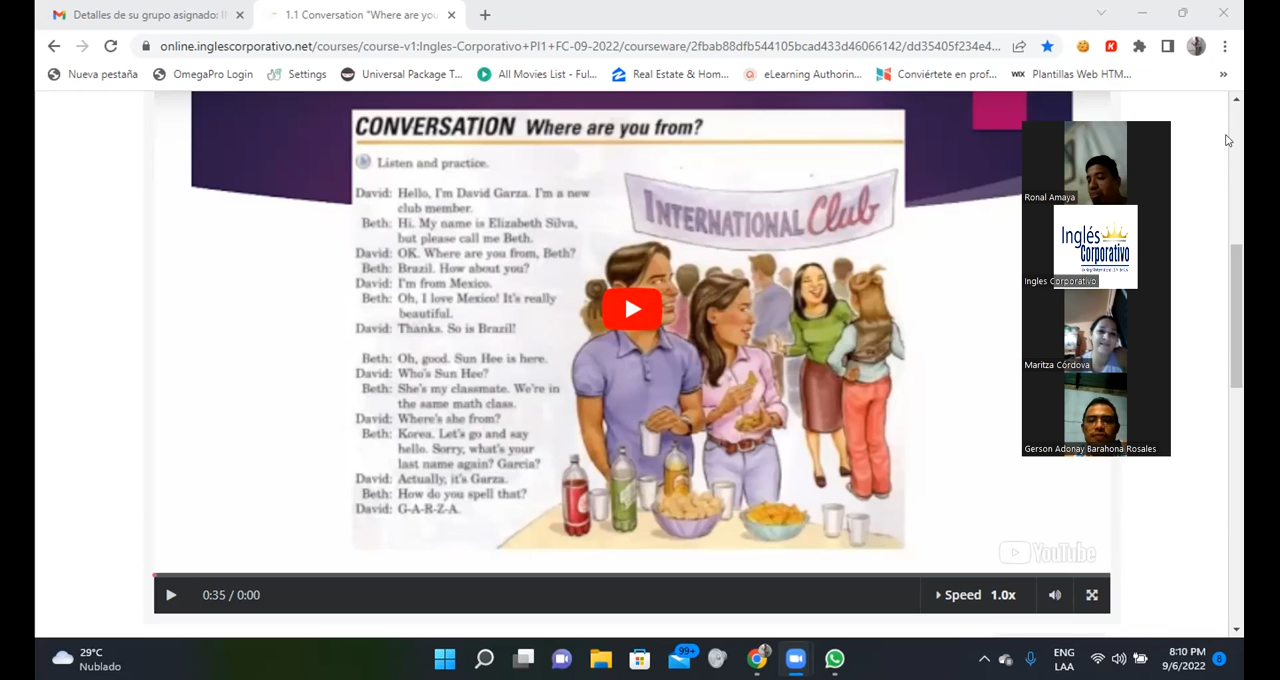 Detalles de su grupo asignado: I
1.1 Conversation "Where are you
online.inglescorporativo.net/courses/course-v1:Ingles-Corporativo+PI1+FC-09-2022/courseware/2fbab88dfb544105bcad433d46066142/dd35405f234e4...
Nueva pestaña
OmegaPro Login
Settings
Universal Package T...
All Movies List - Ful...
Real Estate & Hom...
eLearning Authorin...
Conviértete en prof...
WIX Plantillas Web HTM...
CONVERSATION Where are you from?
Listen and practice.
David: Hello, I'm David Garza. I'm a new
club member.
Beth: Hi. My name is Elizabeth Silva,
but please call me Beth.
David: OK. Where are you from, Beth?
Beth: Brazil. How about you?
David: I'm from Mexico.
Beth: Oh, I love Mexico! It's really
beautiful.
David: Thanks. So is Brazil!
Beth: Oh, good. Sun Hee is here.
David: Who's Sun Hee?
Beth: She's my classmate. We're in
the same math class.
David: Where's she from?
Beth: Korea. Let's go and say
hello. Sorry, what's your
last name again? Garcia?
David: Actually, it's Garza.
Beth: How do you spell that?
David: G-A-R-Z-A.
INTERNATIONAL Club
Ronal Amaya
Inglés
Corporativo
Ingles Corporativo
Maritza Córdova
Gerson Adonay Barahona Rosales
YouTube
0:35 / 0:00
Speed 1.0x
29°C
Nublado
99+
ENG
LAA
8:10 PM
9/6/2022
8